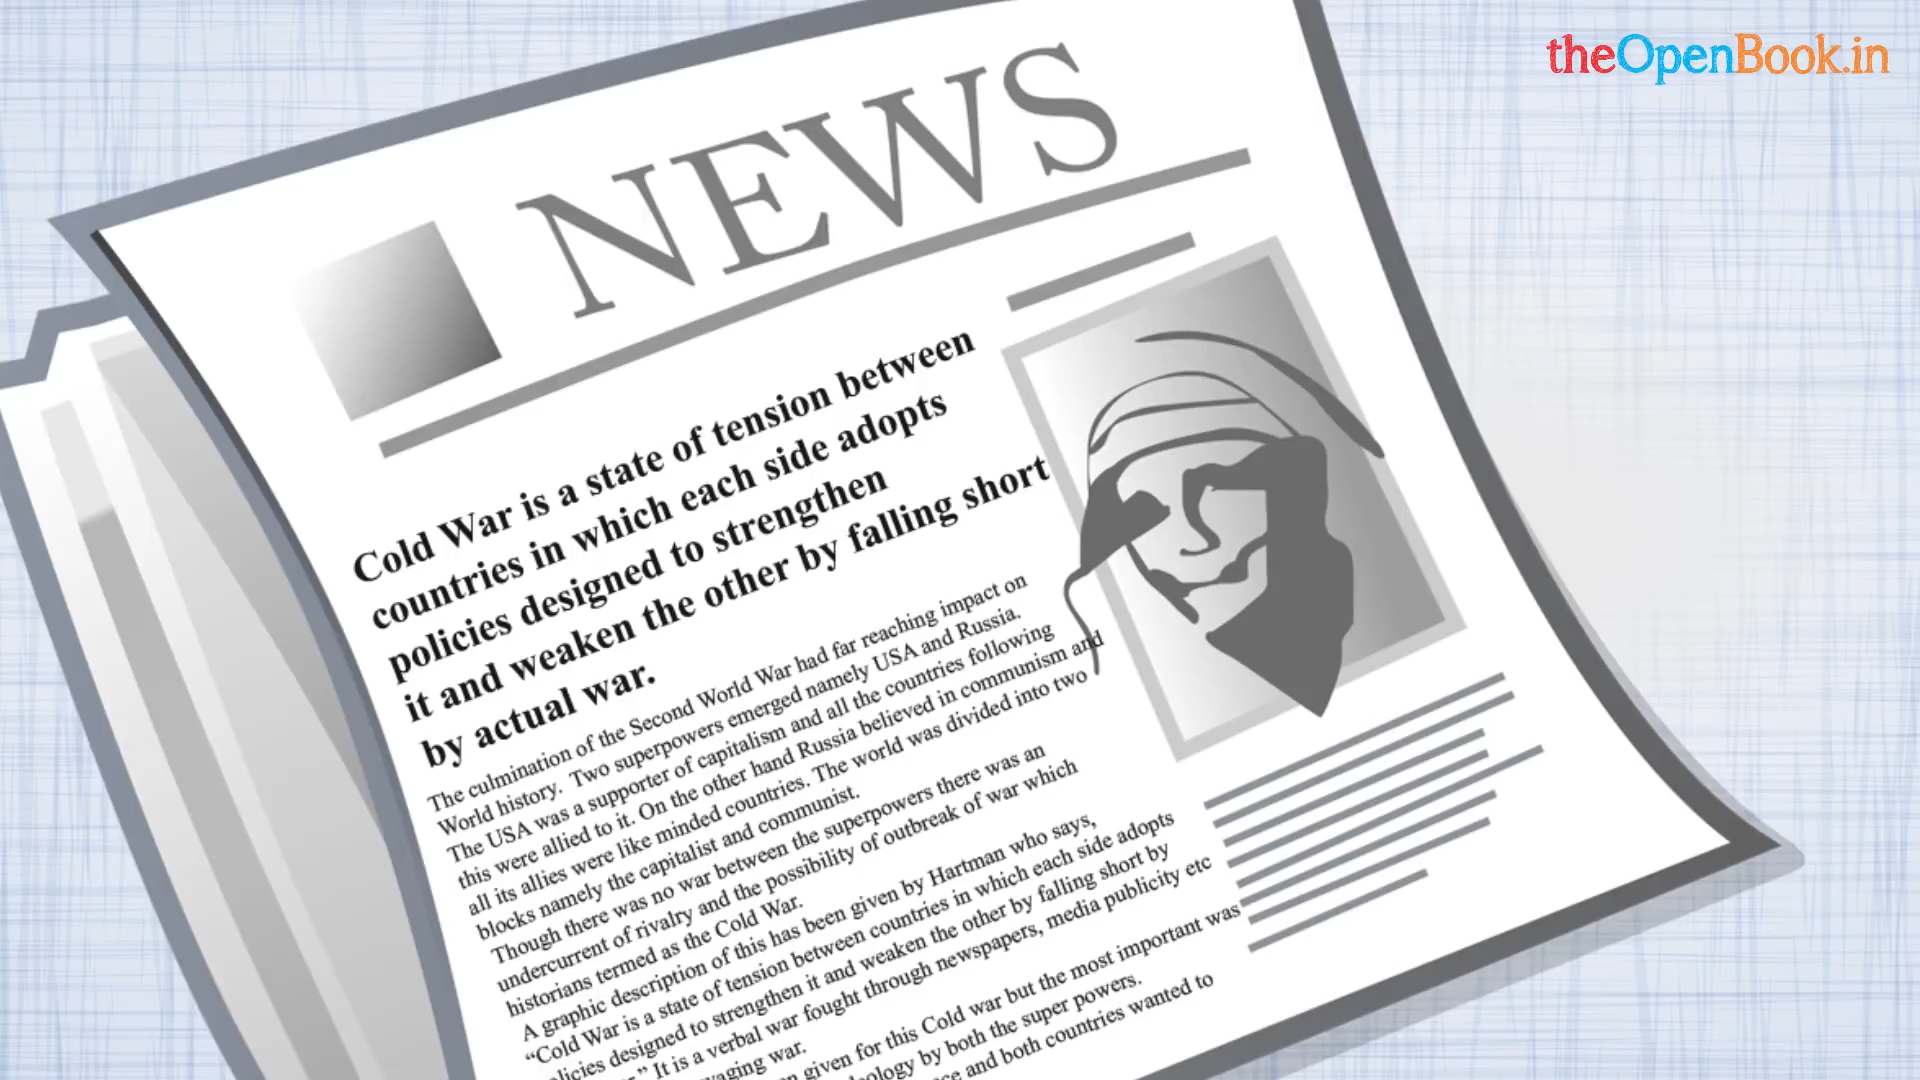 theOpenBook.in
NEWS
Cold War is a state of tension between
countries in which each side adopts
policies designed to strengthen
it and weaken the other by falling short
by actual war.
The culmination of the Second World War had far reaching impact on
World history. Two superpowers emerged namely USA and Russia.
The USA was a supporter of capitalism and all the countries following
this were allied to it. On the other hand Russia believed in communism and
all its allies were like minded countries. The world was divided into two
blocks namely the capitalist and communist.
Though there was no war between the superpowers there was an
undercurrent of rivalry and the possibility of outbreak of war which
historians termed as the Cold War.
A graphic description of this has been given by Hartman who says,
“Cold War is a state of tension between countries in which each side adopts
designed to strengthen it and weaken the other by falling short by
It is a verbal war fought through newspapers, media publicity etc
war.
given for this Cold war but the most important was
by both the super powers.
and both countries wanted to